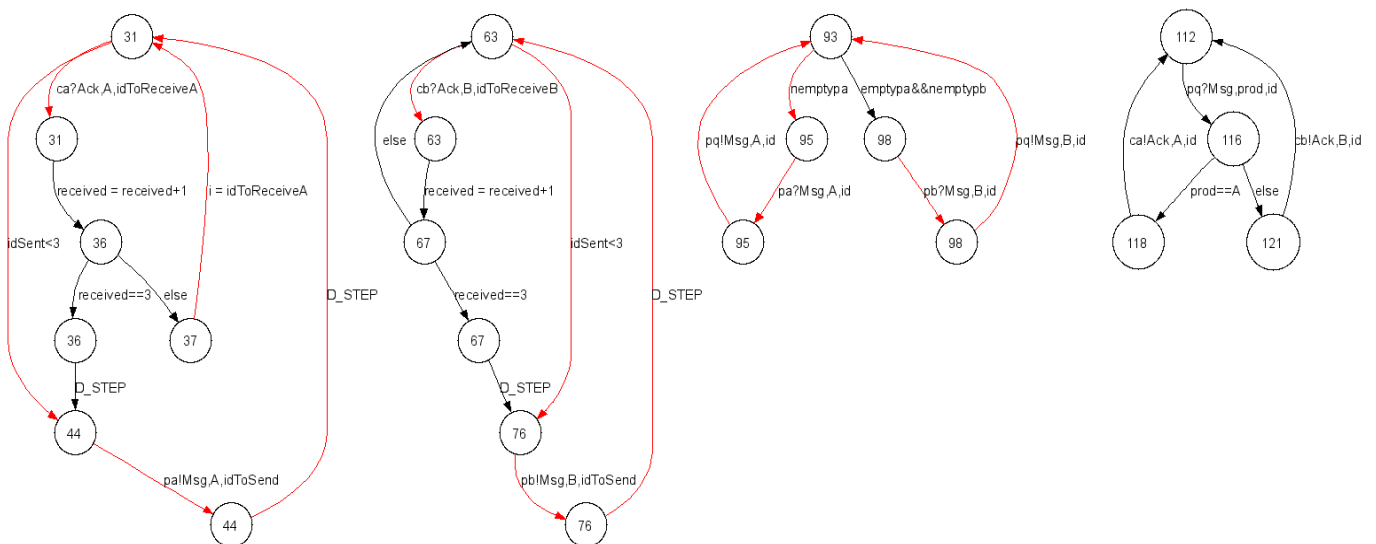 31
ca?Ack,A,idToReceiveA
31
received = received+1
i = idToReceiveA
36
idSent<3
received==3
else
D_STEP
36
37
D_STEP
44
pa!Msg,A,idToSend
44
63
cb?Ack,B,idToReceiveB
else
63
received = received+1
67
idSent<3
received==3
D_STEP
67
D_STEP
76
pb!Msg,B,idToSend
76
93
nemptypa
emptypa&&nemptypb
pq!Msg,A,id
95
98
pq!Msg,B,id
pa?Msg,A,id
pb?Msg,B,id
95
98
112
pq?Msg,prod,id
ca!Ack,A,id
116
cb!Ack,B,id
prod==A
else
118
121